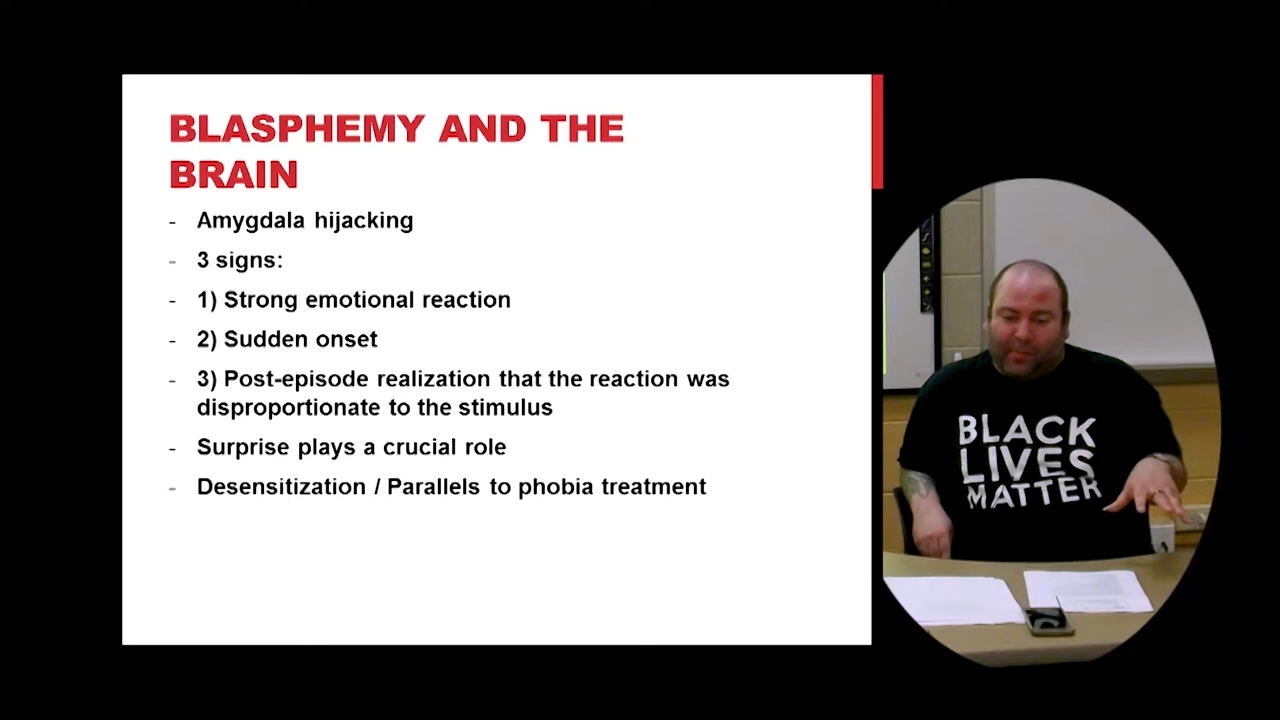 BLASPHEMY AND THE
BRAIN
- Amygdala hijacking
- 3 signs:
- 1) Strong emotional reaction
- 2) Sudden onset
- 3) Post-episode realization that the reaction was
disproportionate to the stimulus
- Surprise plays a crucial role
- Desensitization / Parallels to phobia treatment
BLACK
LIVES
MATTER